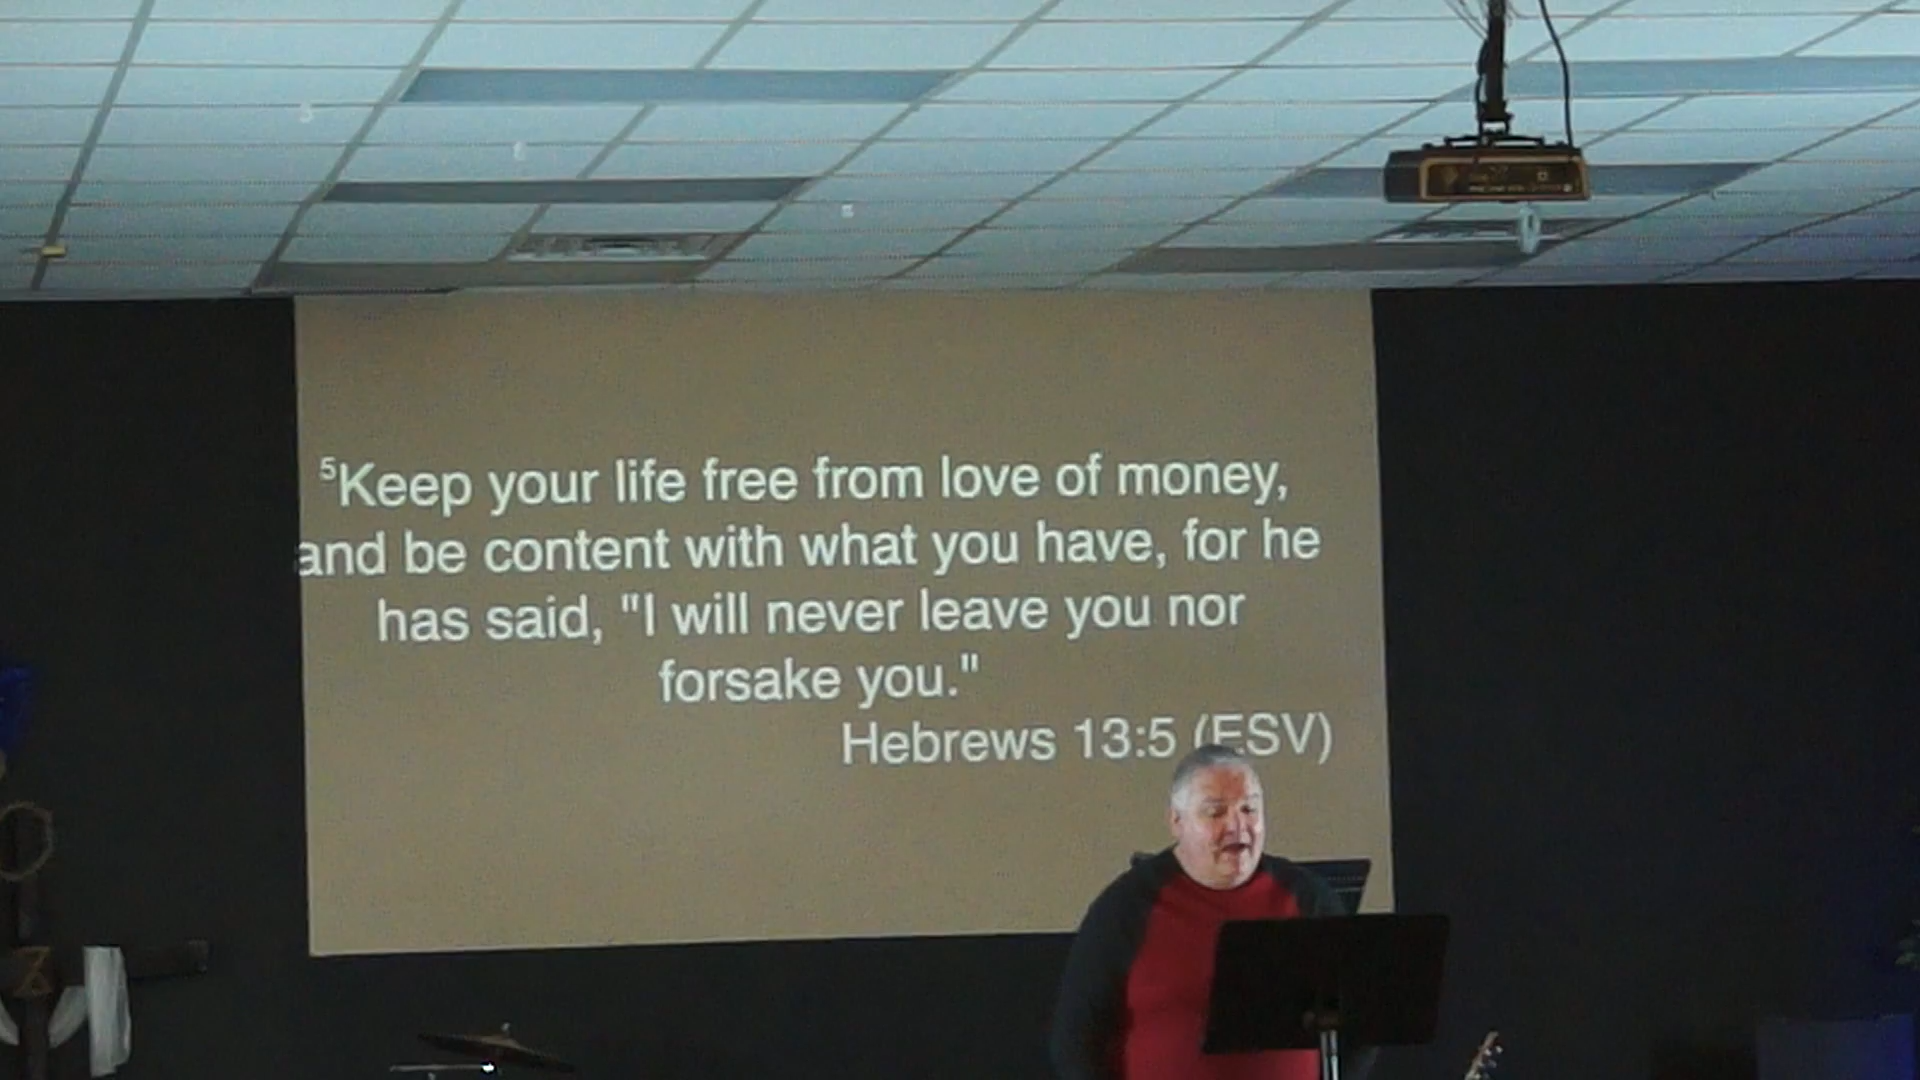 ⁵Keep your life free from love of money,
and be content with what you have, for he
has said, "I will never leave you nor
forsake you."
Hebrews 13:5 (ESV)